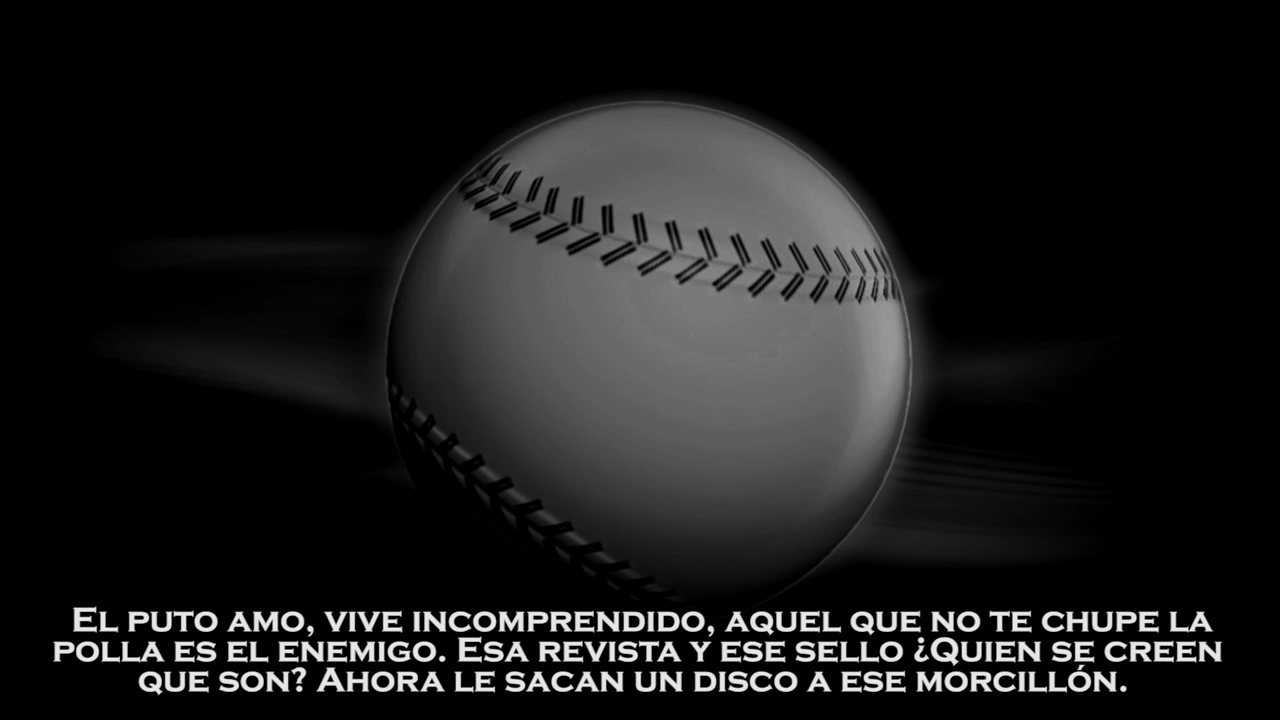 El puto amo, vive incomprendido, aquel que no te chupe la
polla es el enemigo. Esa revista y ese sello ¿Quien se creen
que son? Ahora le sacan un disco a ese morcillón.